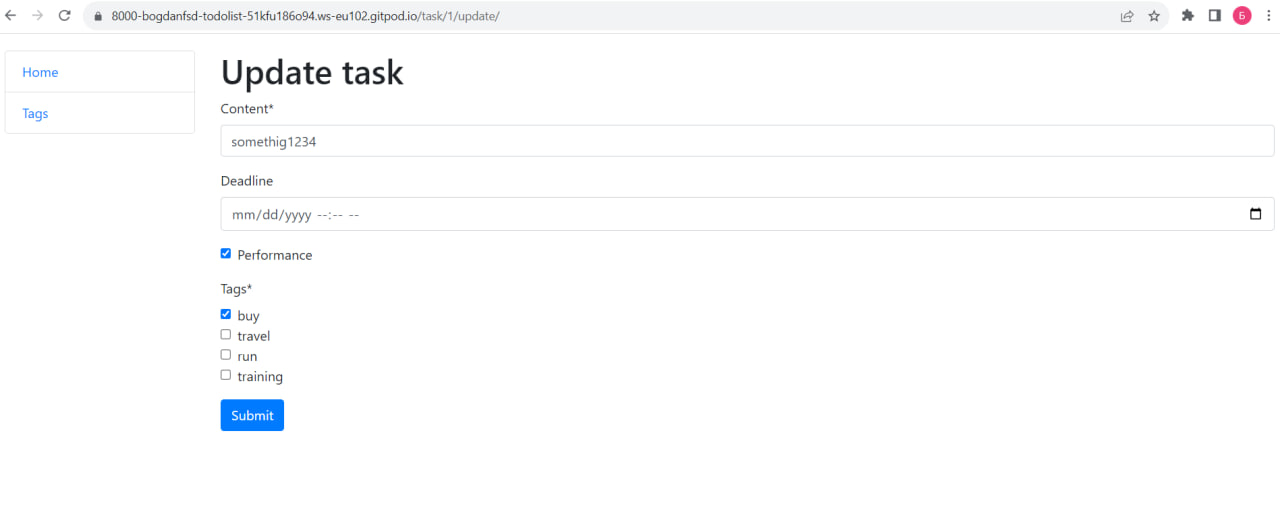 8000-bogdanfsd-todolist-51kfu186o94.ws-eu102.gitpod.io/task/1/update/
Б
Home
Tags
Update task
Content*
somethig1234
Deadline
mm/dd/yyyy --:-- --
Performance
Tags*
buy
travel
run
training
Submit